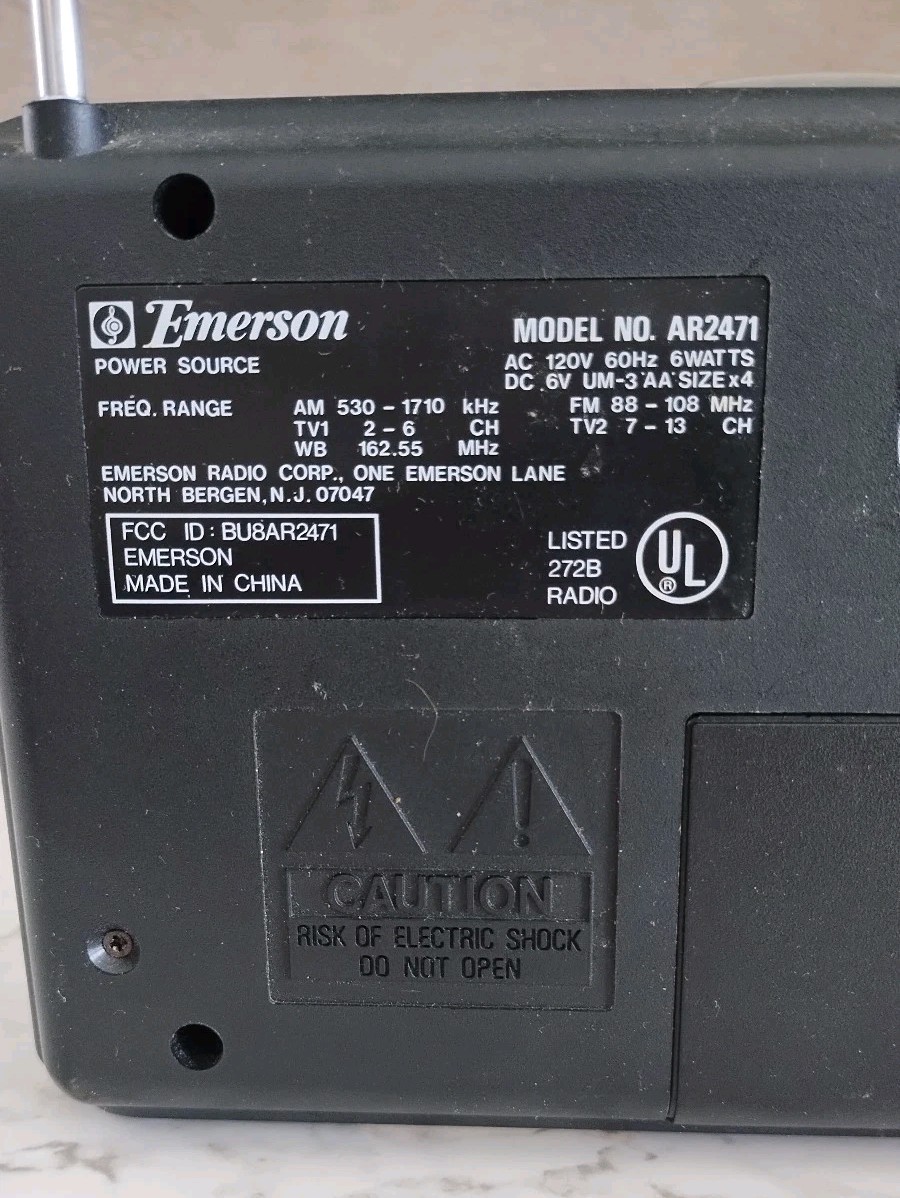 Emerson
MODEL NO. AR2471
POWER SOURCE
AC 120V 60Hz 6WATTS
DC 6V UM-3 'AA' SIZE x 4
FREQ. RANGE AM 530 - 1710 kHz FM 88 - 108 MHz
TV1 2 - 6 CH TV2 7 - 13 CH
WB 162.55 MHz
EMERSON RADIO CORP., ONE EMERSON LANE
NORTH BERGEN, N.J. 07047
FCC ID: BU8AR2471
EMERSON
MADE IN CHINA
LISTED
272B
RADIO
UL
®
CAUTION
RISK OF ELECTRIC SHOCK
DO NOT OPEN